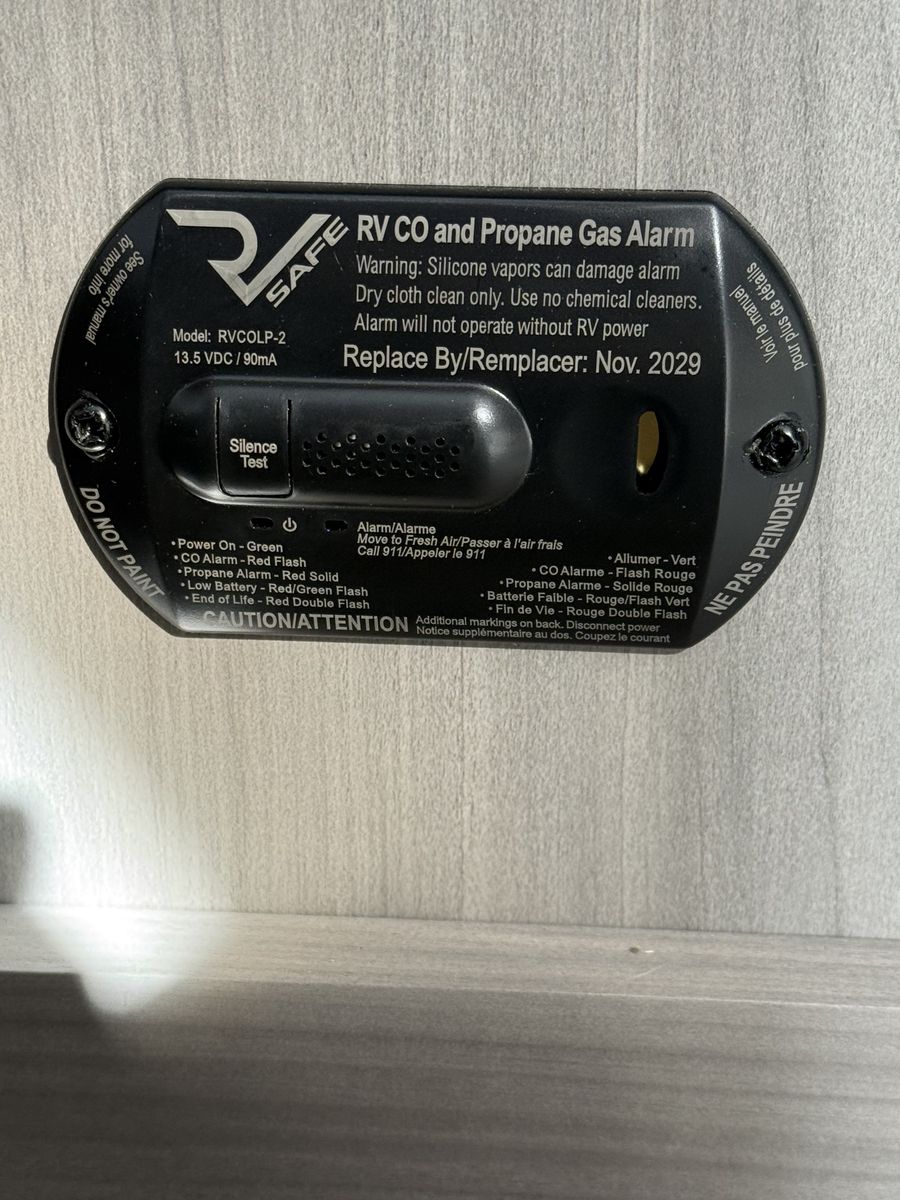 RV SAFE
RV CO and Propane Gas Alarm
Warning: Silicone vapors can damage alarm
Dry cloth clean only. Use no chemical cleaners.
Alarm will not operate without RV power
Replace By/Remplacer: Nov. 2029
Model: RVCOLP-2
13.5 VDC / 90mA
See owner's manual
for more info
Voir le manuel
pour plus de détails
Silence
Test
Alarm/Alarme
Move to Fresh Air/Passer à l'air frais
Call 911/Appeler le 911
DO NOT PAINT
• Power On - Green
• CO Alarm - Red Flash
• Propane Alarm - Red Solid
• Low Battery - Red/Green Flash
• End of Life - Red Double Flash
• Allumer - Vert
• CO Alarme - Flash Rouge
• Propane Alarme - Solide Rouge
• Batterie Faible - Rouge/Flash Vert
• Fin de Vie - Rouge Double Flash
NE PAS PEINDRE
CAUTION/ATTENTION
Additional markings on back. Disconnect power
Notice supplémentaire au dos. Coupez le courant